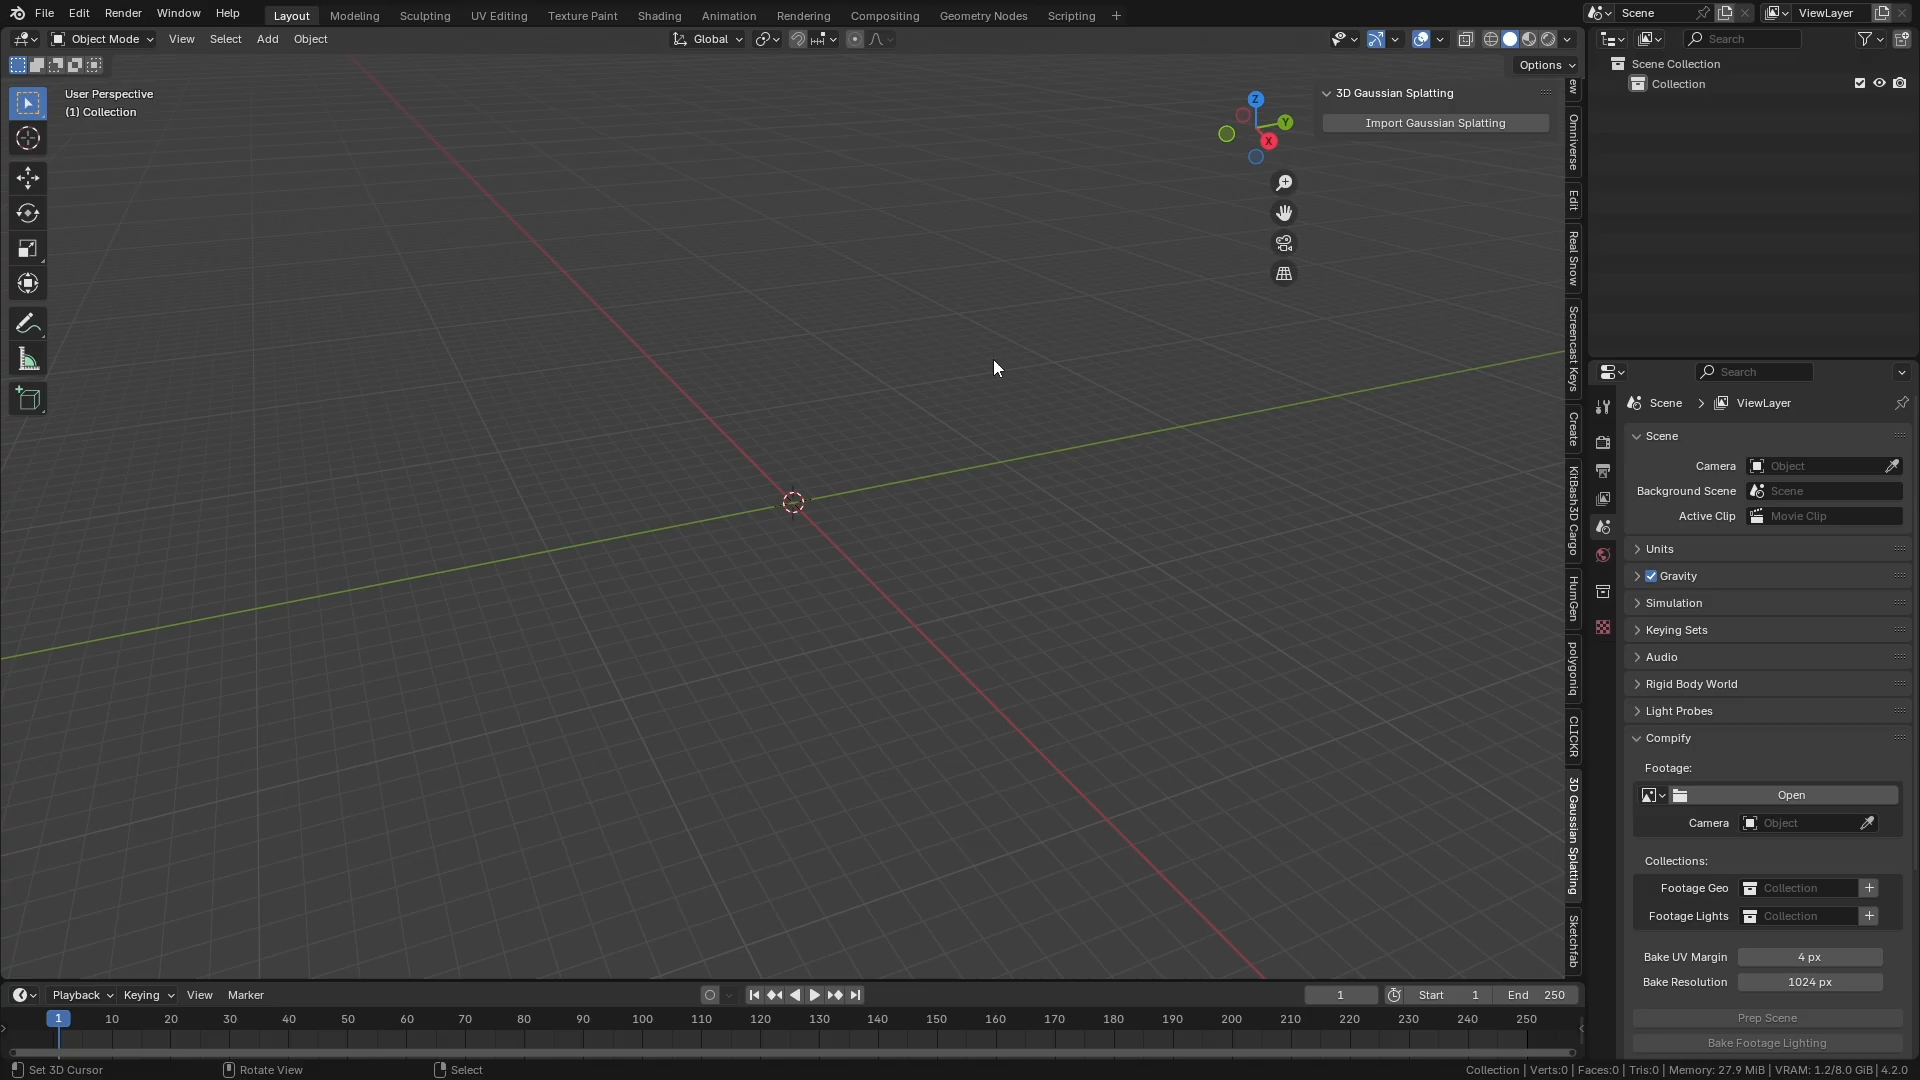 File Edit Render Window Help
Layout Modeling Sculpting UV Editing Texture Paint Shading Animation Rendering Compositing Geometry Nodes Scripting +
Scene
ViewLayer
Object Mode View Select Add Object
Global
Search
Options
User Perspective
(1) Collection
Z
Y
X
3D Gaussian Splatting
Import Gaussian Splatting
ew
Omniverse
Edit
Real Snow
Screencast Keys
Create
KitBash3D Cargo
HumGen
polygoniq
CLICKR
3D Gaussian Splatting
Sketchfab
Scene Collection
Collection
Search
Scene > ViewLayer
Scene
Camera Object
Background Scene Scene
Active Clip Movie Clip
Units
Gravity
Simulation
Keying Sets
Audio
Rigid Body World
Light Probes
Compify
Footage:
Open
Camera Object
Collections:
Footage Geo Collection +
Footage Lights Collection +
Bake UV Margin 4 px
Bake Resolution 1024 px
Prep Scene
Bake Footage Lighting
Playback Keying View Marker
1
Start 1
End 250
1 10 20 30 40 50 60 70 80 90 100 110 120 130 140 150 160 170 180 190 200 210 220 230 240 250
Set 3D Cursor
Rotate View
Select
Collection | Verts:0 | Faces:0 | Tris:0 | Memory: 27.9 MiB | VRAM: 1.2/8.0 GiB | 4.2.0